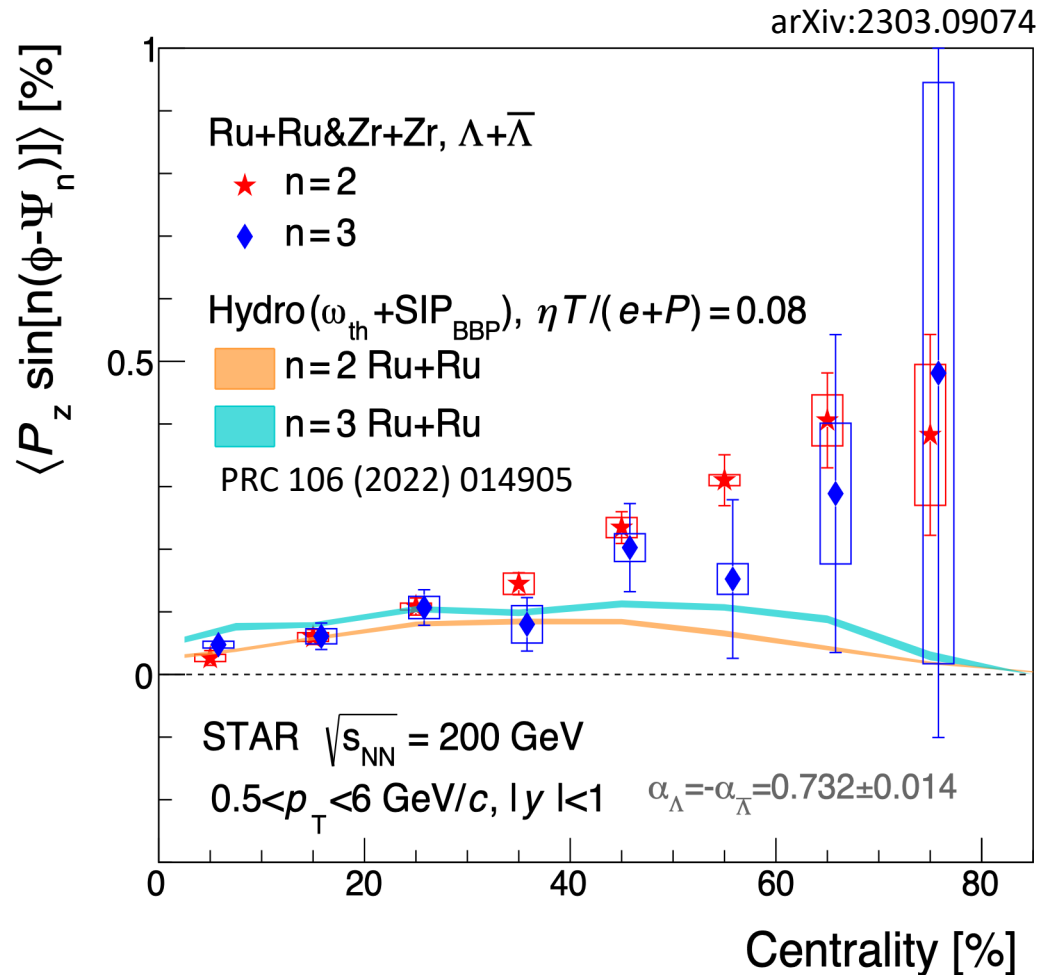 arXiv:2303.09074
⟨P_z sin[n(ϕ-Ψ_n)]⟩ [%]
1
Ru+Ru&Zr+Zr, Λ+Λ̅
n=2
n=3
Hydro(ω_th+SIP_BBP), ηT/(e+P)=0.08
0.5
n=2 Ru+Ru
n=3 Ru+Ru
PRC 106 (2022) 014905
0
STAR √s_NN = 200 GeV
0.5<p_T<6 GeV/c, |y|<1 α_Λ=-α_Λ̅=0.732±0.014
0 20 40 60 80
Centrality [%]